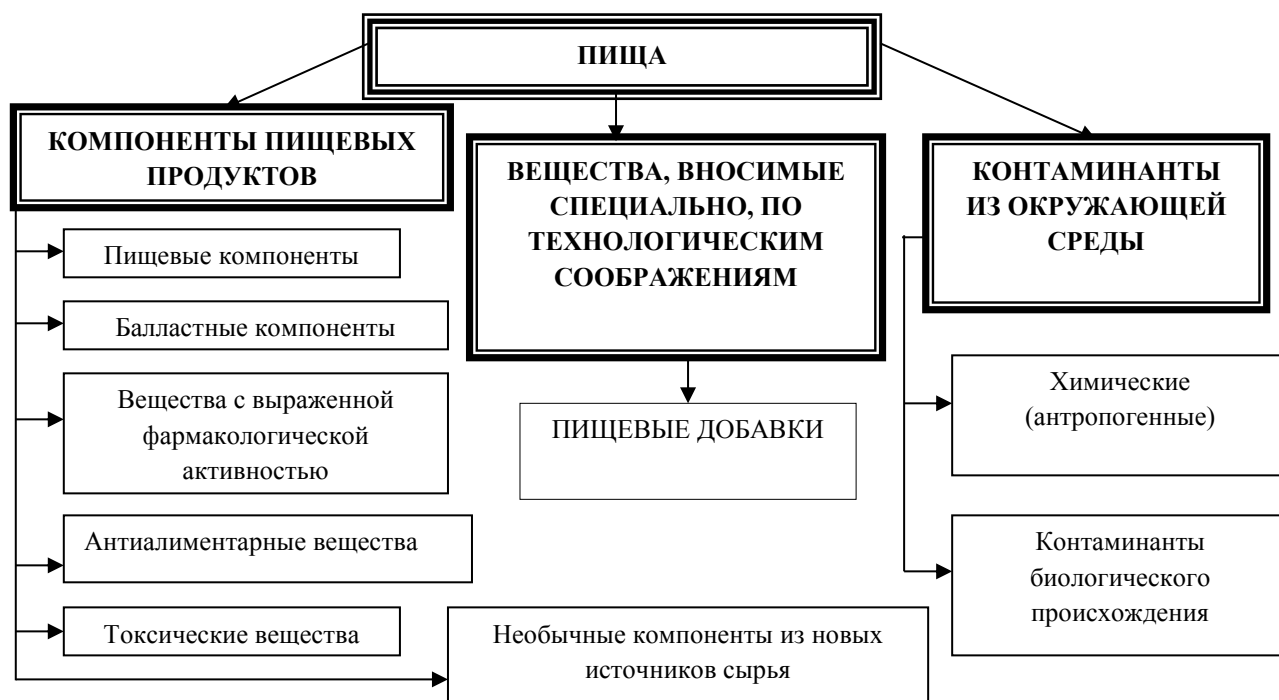 ПИЩА
КОМПОНЕНТЫ ПИЩЕВЫХ
ПРОДУКТОВ
Пищевые компоненты
Балластные компоненты
Вещества с выраженной
фармакологической
активностью
Антиалиментарные вещества
Токсические вещества
Необычные компоненты из новых
источников сырья
ВЕЩЕСТВА, ВНОСИМЫЕ
СПЕЦИАЛЬНО, ПО
ТЕХНОЛОГИЧЕСКИМ
СООБРАЖЕНИЯМ
ПИЩЕВЫЕ ДОБАВКИ
КОНТАМИНАНТЫ
ИЗ ОКРУЖАЮЩЕЙ
СРЕДЫ
Химические
(антропогенные)
Контаминанты
биологического
происхождения